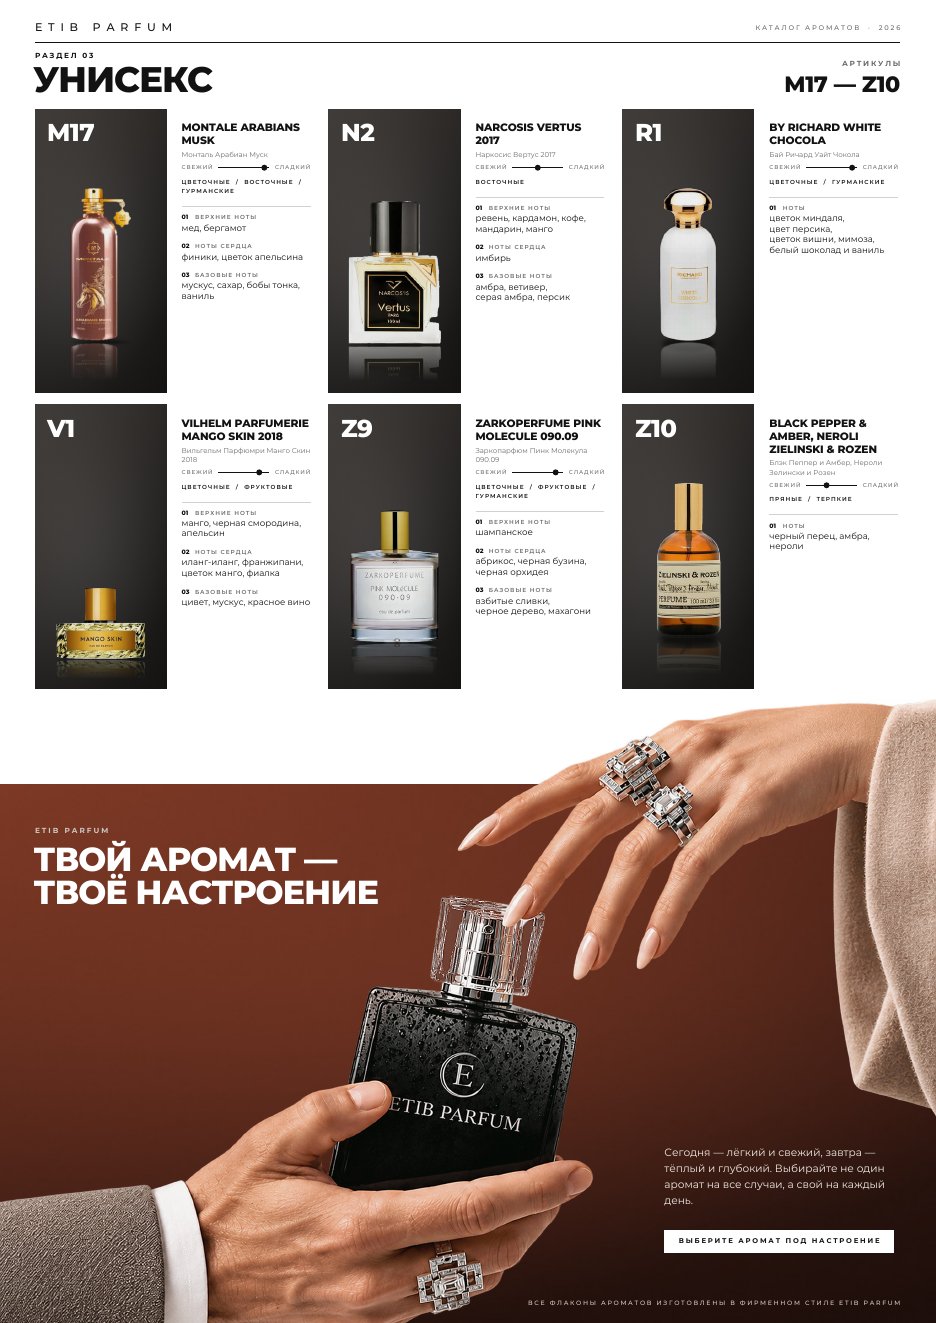 ETIB PARFUM
КАТАЛОГ АРОМАТОВ · 2026
РАЗДЕЛ 03
УНИСЕКС
АРТИКУЛЫ
M17 — Z10
M17
MONTALE ARABIANS
MUSK
Монталь Арабиан Муск
СВЕЖИЙ СЛАДКИЙ
ЦВЕТОЧНЫЕ / ВОСТОЧНЫЕ /
ГУРМАНСКИЕ
01 ВЕРХНИЕ НОТЫ
мед, бергамот
02 НОТЫ СЕРДЦА
финики, цветок апельсина
03 БАЗОВЫЕ НОТЫ
мускус, сахар, бобы тонка,
ваниль
N2
NARCOSIS
Vertus
PARIS
100 ml
NARCOSIS VERTUS
2017
Наркосис Вертус 2017
СВЕЖИЙ СЛАДКИЙ
ВОСТОЧНЫЕ
01 ВЕРХНИЕ НОТЫ
ревень, кардамон, кофе,
мандарин, манго
02 НОТЫ СЕРДЦА
имбирь
03 БАЗОВЫЕ НОТЫ
амбра, ветивер,
серая амбра, персик
R1
RICHARD
WHITE
BY RICHARD WHITE
CHOCOLA
Бай Ричард Уайт Чокола
СВЕЖИЙ СЛАДКИЙ
ЦВЕТОЧНЫЕ / ГУРМАНСКИЕ
01 НОТЫ
цветок миндаля,
цвет персика,
цветок вишни, мимоза,
белый шоколад и ваниль
V1
MANGO SKIN
VILHELM PARFUMERIE
MANGO SKIN 2018
Вильгельм Парфюмри Манго Скин
2018
СВЕЖИЙ СЛАДКИЙ
ЦВЕТОЧНЫЕ / ФРУКТОВЫЕ
01 ВЕРХНИЕ НОТЫ
манго, черная смородина,
апельсин
02 НОТЫ СЕРДЦА
иланг-иланг, франжипани,
цветок манго, фиалка
03 БАЗОВЫЕ НОТЫ
цивет, мускус, красное вино
Z9
ZARKOPERFUME
PINK MOLéCULE
090·09
eau de parfum
ZARKOPERFUME PINK
MOLECULE 090.09
Заркопарфюм Пинк Молекула
090.09
СВЕЖИЙ СЛАДКИЙ
ЦВЕТОЧНЫЕ / ФРУКТОВЫЕ /
ГУРМАНСКИЕ
01 ВЕРХНИЕ НОТЫ
шампанское
02 НОТЫ СЕРДЦА
абрикос, черная бузина,
черная орхидея
03 БАЗОВЫЕ НОТЫ
взбитые сливки,
черное дерево, махагони
Z10
ZIELINSKI & ROZEN
PERFUME
BLACK PEPPER &
AMBER, NEROLI
ZIELINSKI & ROZEN
Блэк Пеппер и Амбер, Нероли
Зелински и Розен
СВЕЖИЙ СЛАДКИЙ
ПРЯНЫЕ / ТЕРПКИЕ
01 НОТЫ
черный перец, амбра,
нероли
ETIB PARFUM
ТВОЙ АРОМАТ —
ТВОЁ НАСТРОЕНИЕ
E
ETIB PARFUM
Сегодня — лёгкий и свежий, завтра —
тёплый и глубокий. Выбирайте не один
аромат на все случаи, а свой на каждый
день.
ВЫБЕРИТЕ АРОМАТ ПОД НАСТРОЕНИЕ
ВСЕ ФЛАКОНЫ АРОМАТОВ ИЗГОТОВЛЕНЫ В ФИРМЕННОМ СТИЛЕ ETIB PARFUM